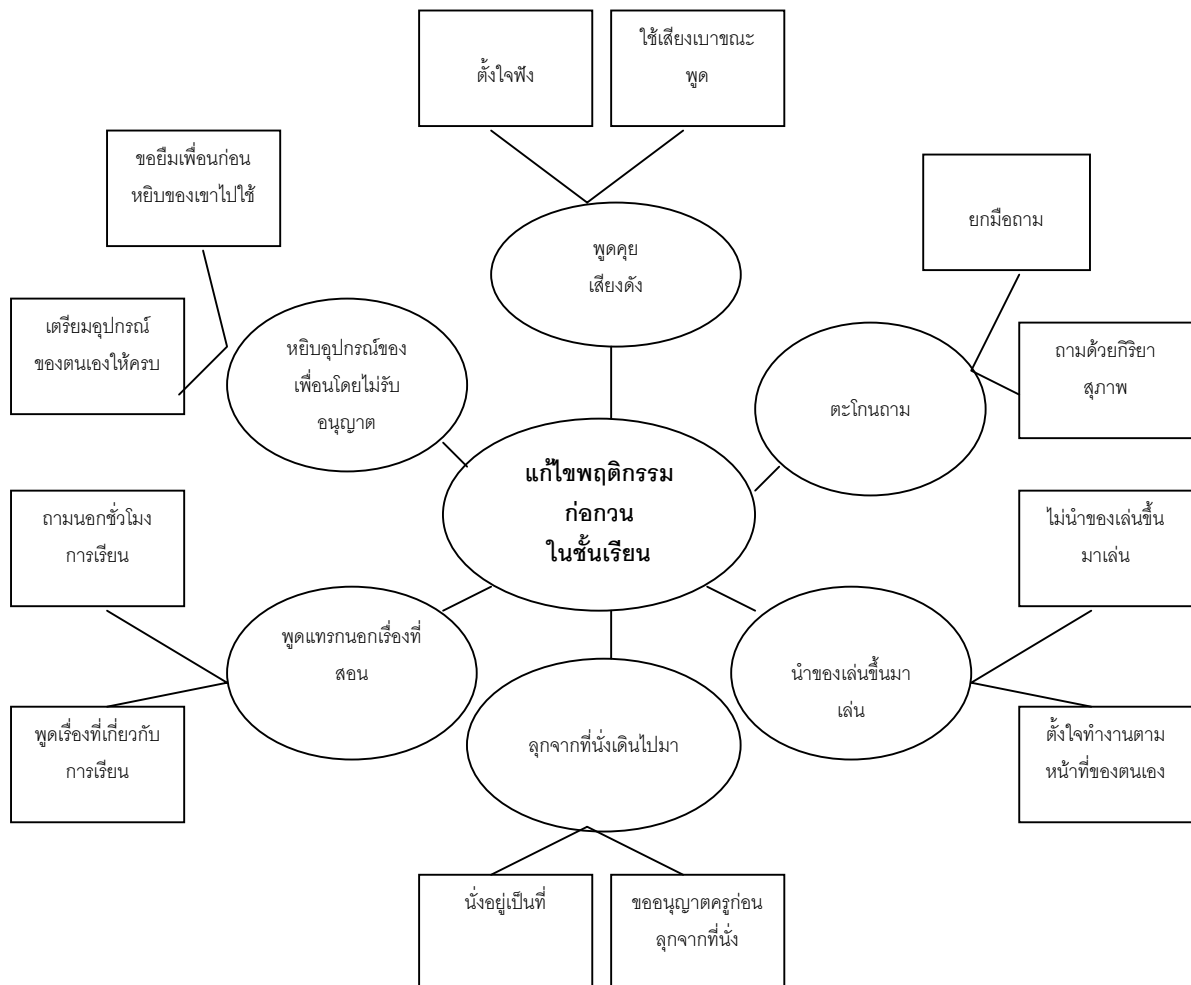 ตั้งใจฟัง
ใช้เสียงเบาขณะ
พูด
ขอยืมเพื่อนก่อน
หยิบของเขาไปใช้
ยกมือถาม
พูดคุย
เสียงดัง
เตรียมอุปกรณ์
ของตนเองให้ครบ
หยิบอุปกรณ์ของ
เพื่อนโดยไม่รับ
อนุญาต
ตะโกนถาม
ถามด้วยกิริยา
สุภาพ
แก้ไขพฤติกรรม
ก่อกวน
ในชั้นเรียน
ถามนอกชั่วโมง
การเรียน
ไม่นำของเล่นขึ้น
มาเล่น
พูดแทรกนอกเรื่องที่
สอน
นำของเล่นขึ้นมา
เล่น
พูดเรื่องที่เกี่ยวกับ
การเรียน
ลุกจากที่นั่งเดินไปมา
ตั้งใจทำงานตาม
หน้าที่ของตนเอง
นั่งอยู่เป็นที่
ขออนุญาตครูก่อน
ลุกจากที่นั่ง